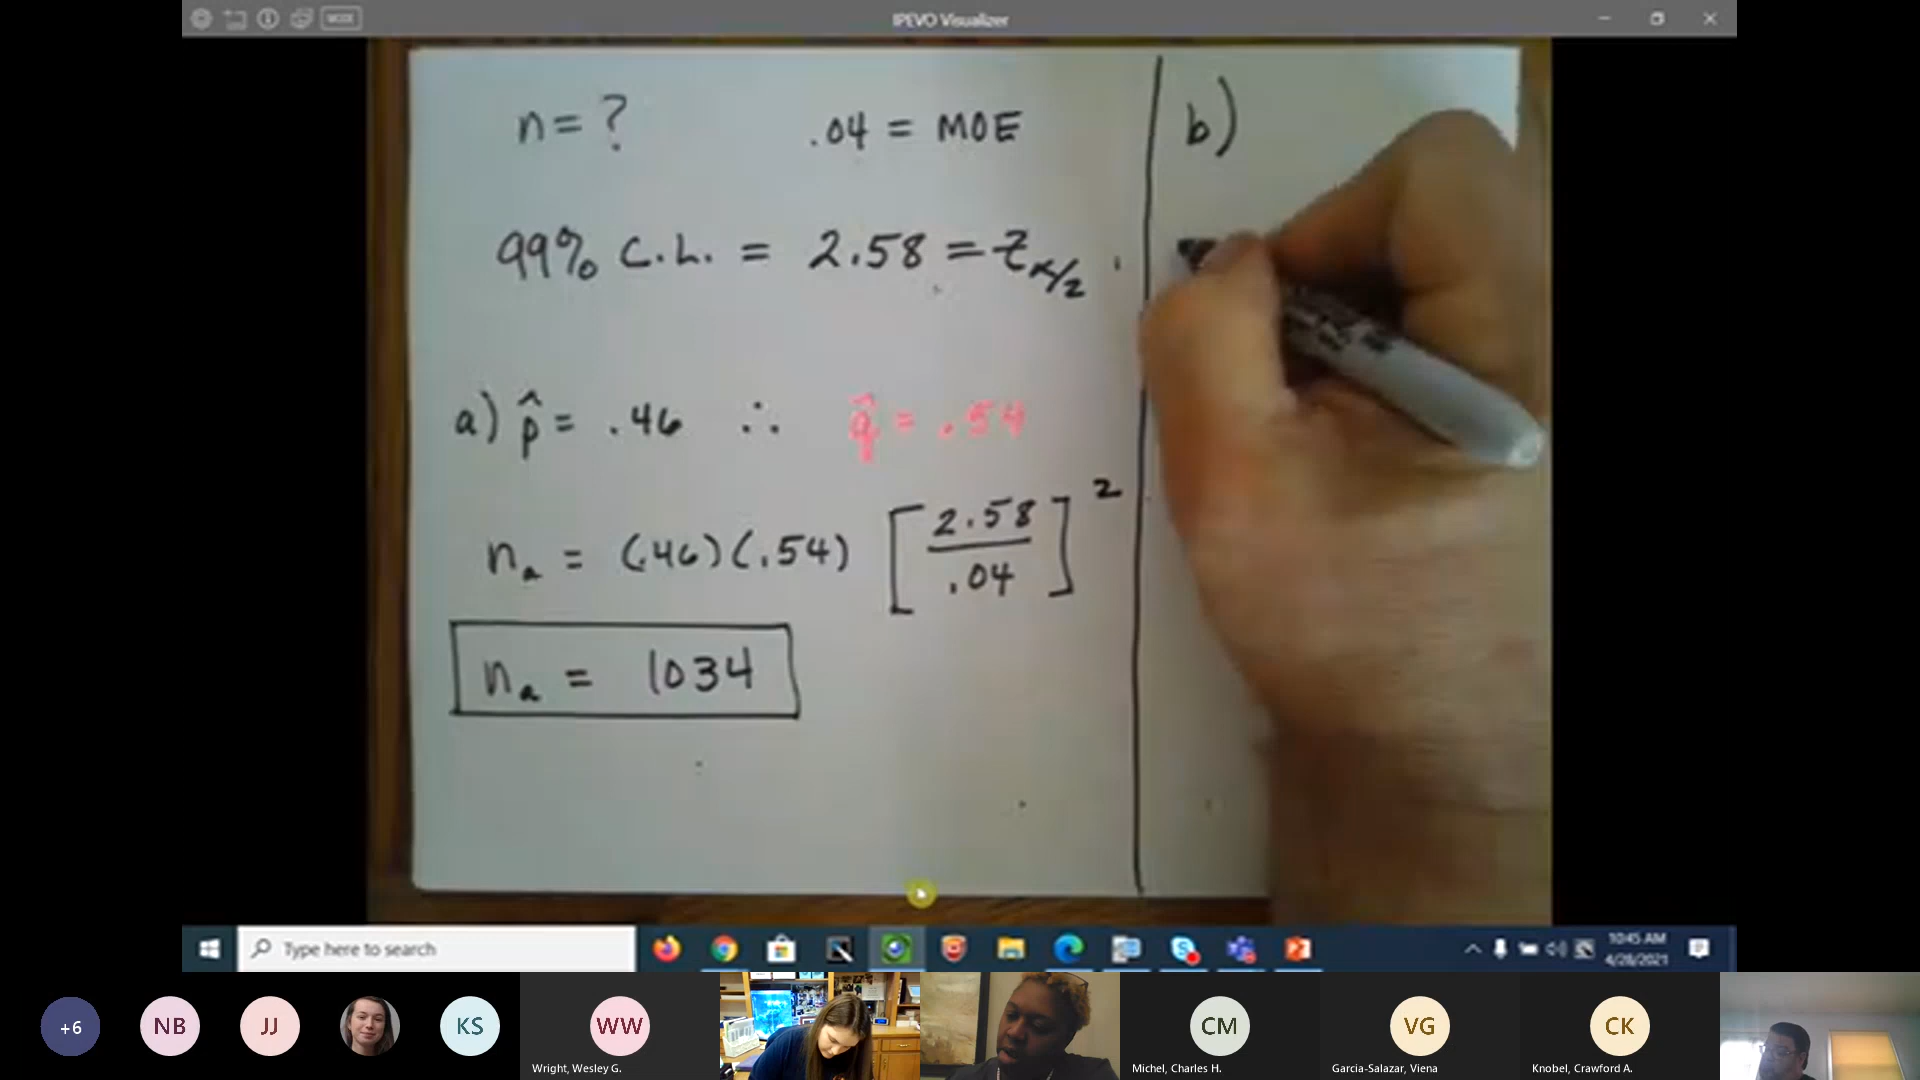 IPEVO Visualizer
n = ? .04 = MOE
99% C.L. = 2.58 = Zα/2
a) p̂ = .46 ∴ q̂ = .54
nₐ = (.46)(.54) [2.58/.04]²
nₐ = 1034
b)
Type here to search
10:45 AM
4/28/2021
+6
NB
JJ
KS
WW
Wright, Wesley G.
CM
Michel, Charles H.
VG
Garcia-Salazar, Viena
CK
Knobel, Crawford A.